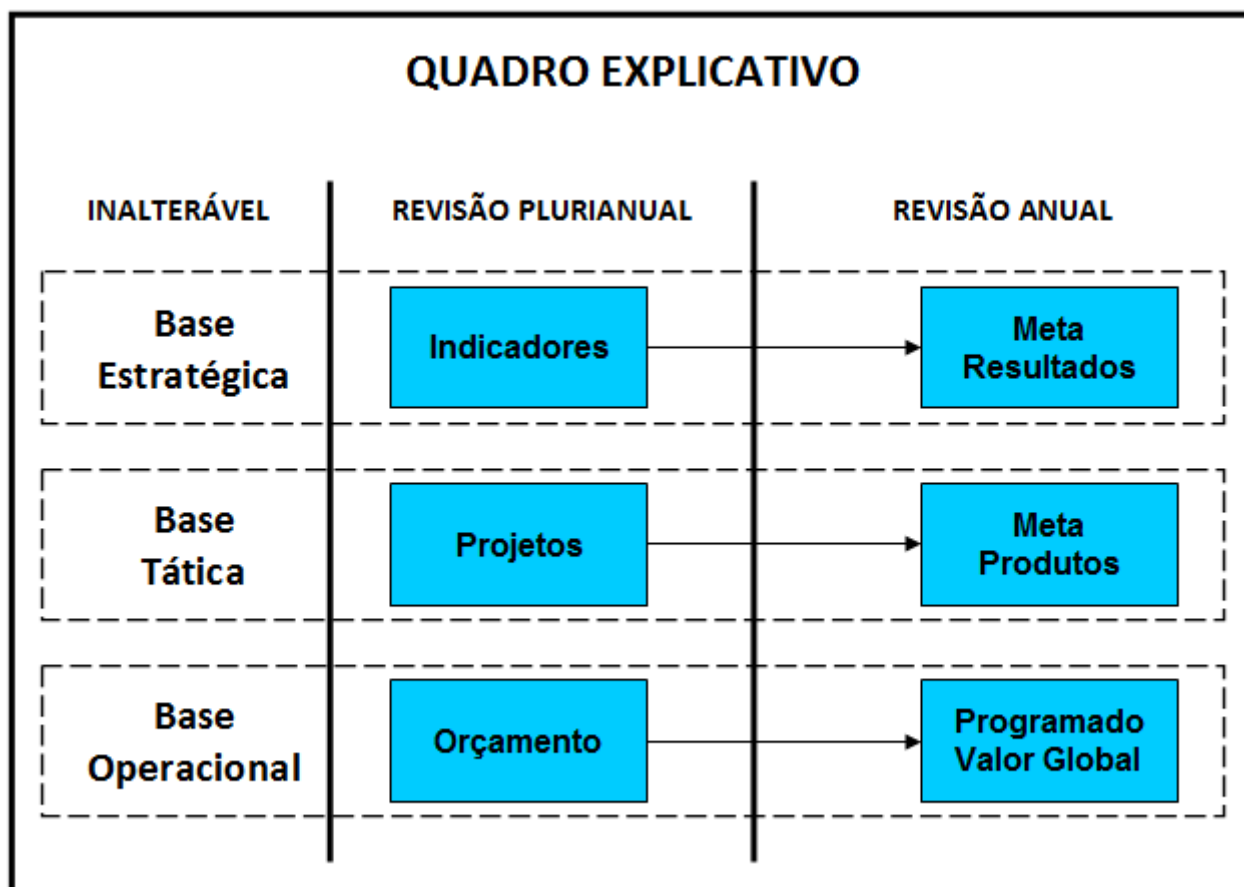 QUADRO EXPLICATIVO
INALTERÁVEL
REVISÃO PLURIANUAL
REVISÃO ANUAL
Base
Estratégica
Indicadores
Meta
Resultados
Base
Tática
Projetos
Meta
Produtos
Base
Operacional
Orçamento
Programado
Valor Global